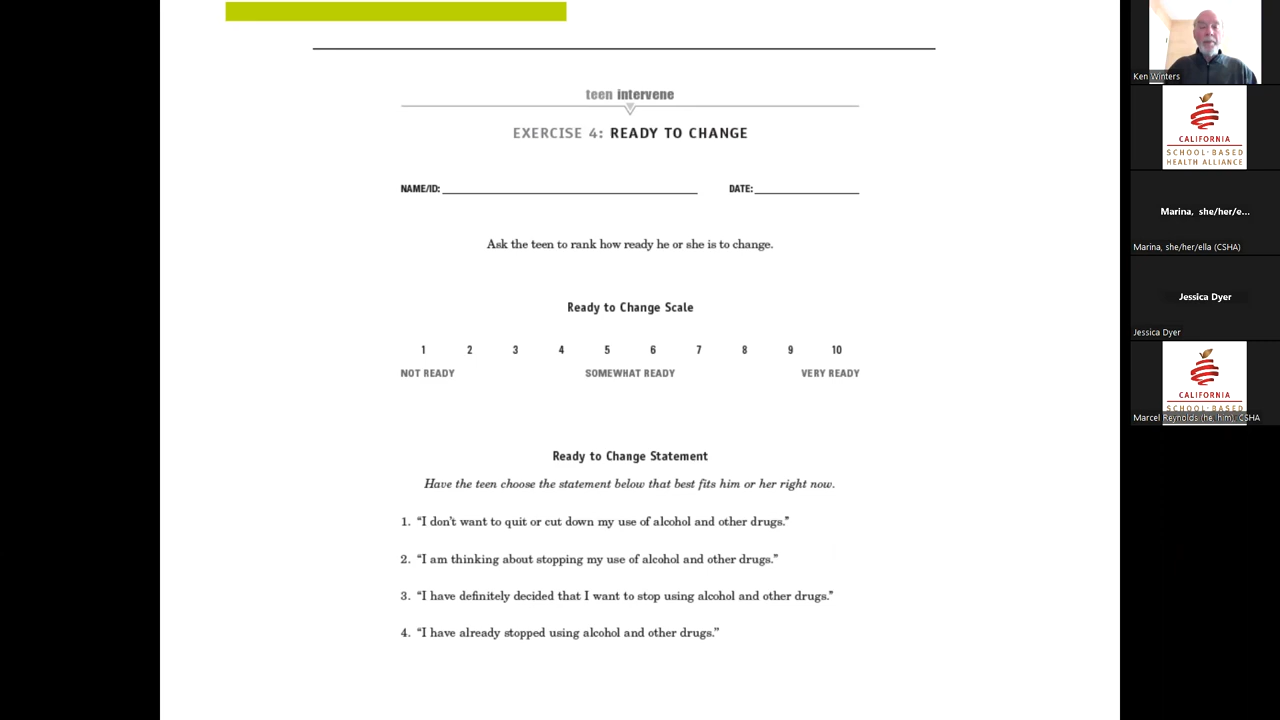 teen intervene
EXERCISE 4: READY TO CHANGE
NAME/ID: DATE:
Ask the teen to rank how ready he or she is to change.
Ready to Change Scale
1 2 3 4 5 6 7 8 9 10
NOT READY SOMEWHAT READY VERY READY
Ready to Change Statement
Have the teen choose the statement below that best fits him or her right now.
1. “I don’t want to quit or cut down my use of alcohol and other drugs.”
2. “I am thinking about stopping my use of alcohol and other drugs.”
3. “I have definitely decided that I want to stop using alcohol and other drugs.”
4. “I have already stopped using alcohol and other drugs.”
Ken Winters
CALIFORNIA
SCHOOL-BASED
HEALTH ALLIANCE
Marina, she/her/e...
Marina, she/her/ella (CSHA)
Jessica Dyer
Jessica Dyer
CALIFORNIA
SCHOOL-BASED
Marcel Reynolds (he, him), CSHA